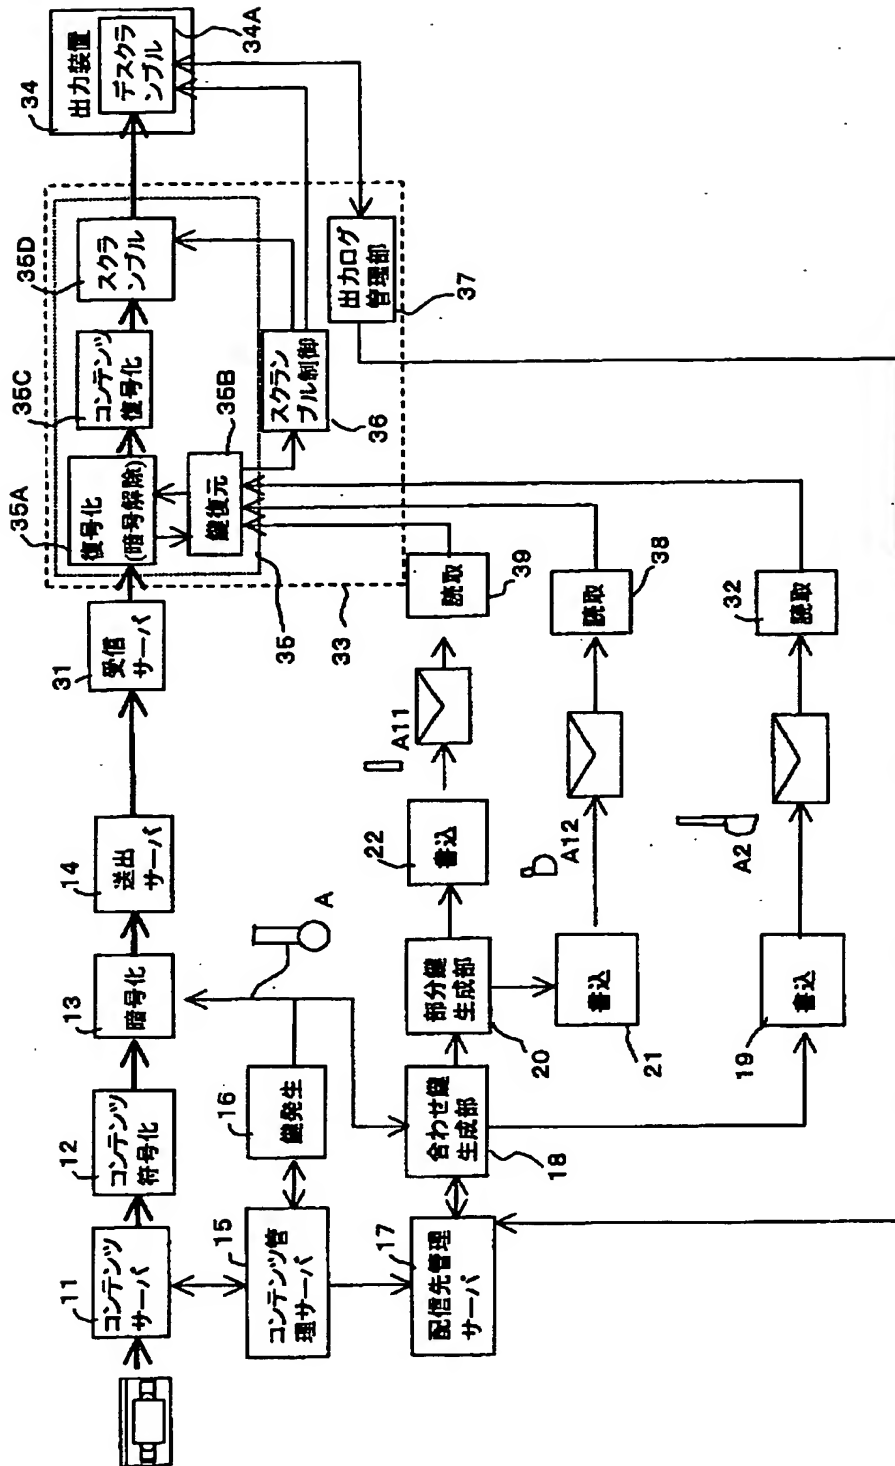 11
コンテンツ
サーバ
12
コンテンツ
符号化
13
暗号化
14
送出
サーバ
31
受信
サーバ
35A
復号化
(暗号解除)
35C
コンテンツ
復号化
35D
スクラ
ンブル
34
出力装置
デスクラ
ンブル
34A
15
コンテンツ管
理サーバ
16
鍵発生
A
35B
鍵復元
35
33
スクラン
ブル制御
36
出力ログ
管理部
37
17
配信先管理
サーバ
合わせ鍵
生成部
18
部分鍵
生成部
20
22
書込
A11
読取
39
書込
21
A12
読取
38
19
書込
A2
32
読取